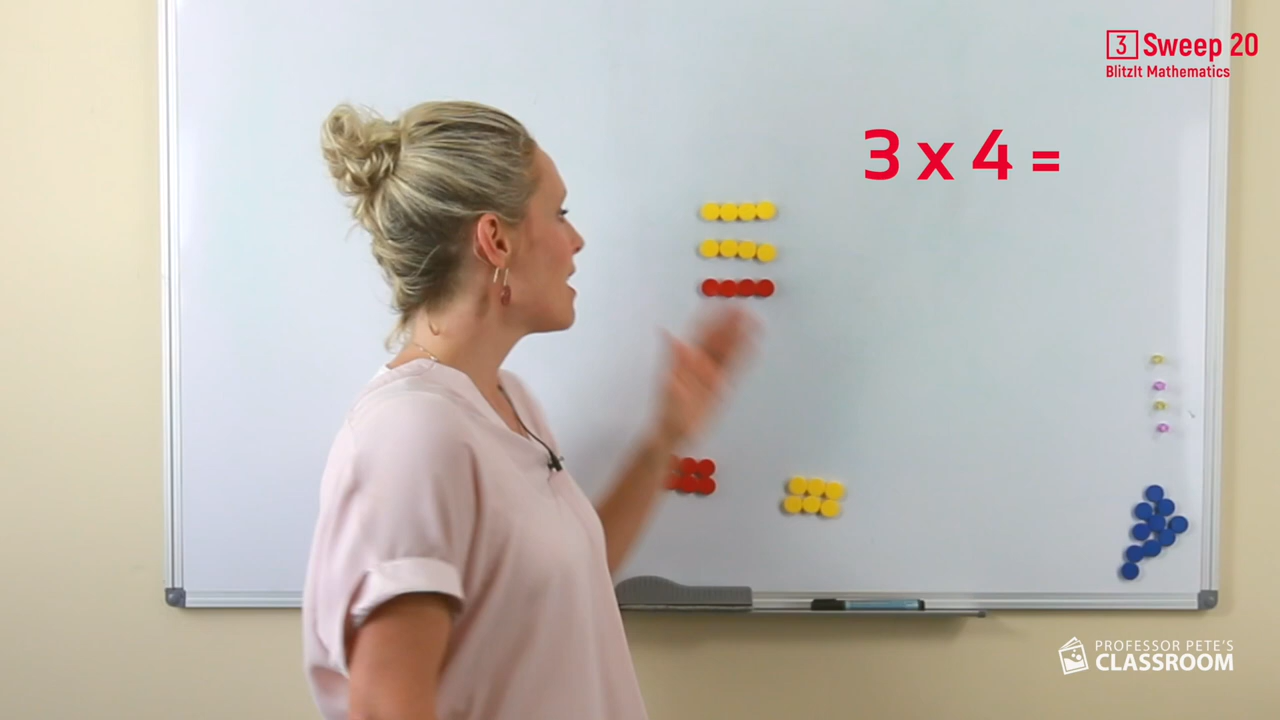 3 Sweep 20
BlitzIt Mathematics
3 x 4 =
PROFESSOR PETE'S
CLASSROOM